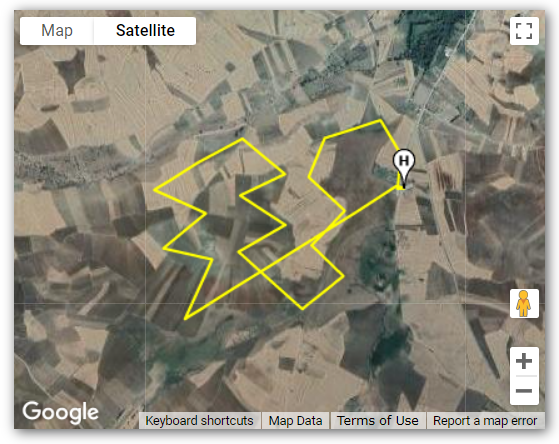 Map Satellite
H
Google
Keyboard shortcuts Map Data Terms of Use Report a map error